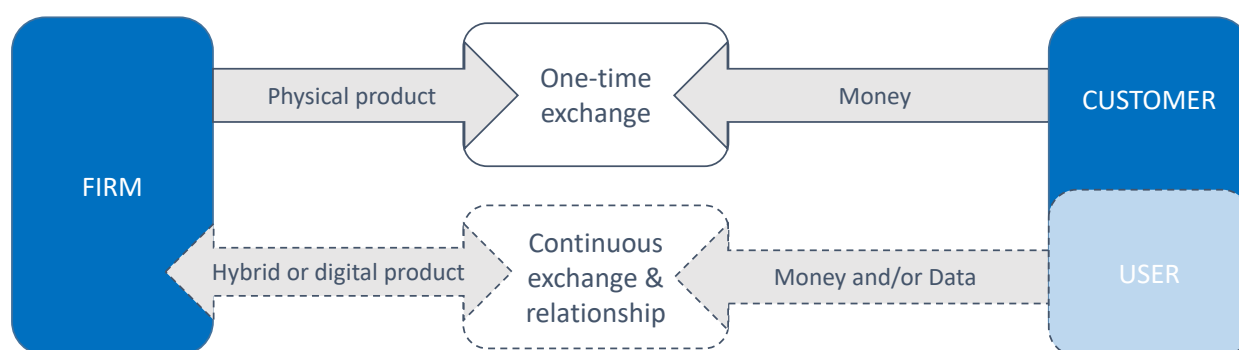 FIRM
Physical product
One-time
exchange
Money
CUSTOMER
Hybrid or digital product
Continuous
exchange &
relationship
Money and/or Data
USER